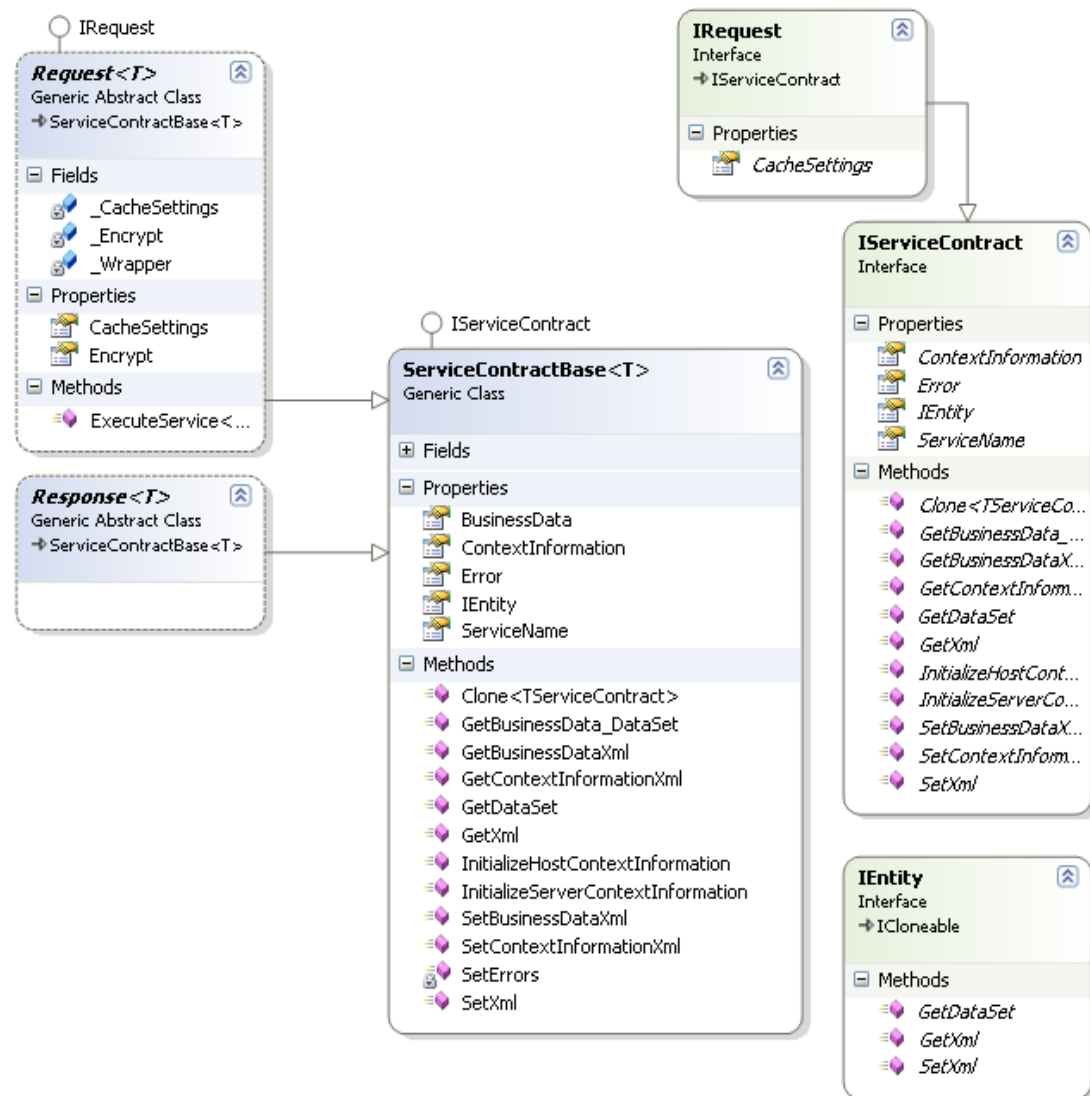 IRequest
Request<T>
Generic Abstract Class
ServiceContractBase<T>
Fields
_CacheSettings
_Encrypt
_Wrapper
Properties
CacheSettings
Encrypt
Methods
ExecuteService<...
Response<T>
Generic Abstract Class
ServiceContractBase<T>
IServiceContract
ServiceContractBase<T>
Generic Class
Fields
Properties
BusinessData
ContextInformation
Error
IEntity
ServiceName
Methods
Clone<TServiceContract>
GetBusinessData_DataSet
GetBusinessDataXml
GetContextInformationXml
GetDataSet
GetXml
InitializeHostContextInformation
InitializeServerContextInformation
SetBusinessDataXml
SetContextInformationXml
SetErrors
SetXml
IRequest
Interface
IServiceContract
Properties
CacheSettings
IServiceContract
Interface
Properties
ContextInformation
Error
IEntity
ServiceName
Methods
Clone<TServiceCo...
GetBusinessData_...
GetBusinessDataX...
GetContextInform...
GetDataSet
GetXml
InitializeHostCont...
InitializeServerCo...
SetBusinessDataX...
SetContextInform...
SetXml
IEntity
Interface
ICloneable
Methods
GetDataSet
GetXml
SetXml